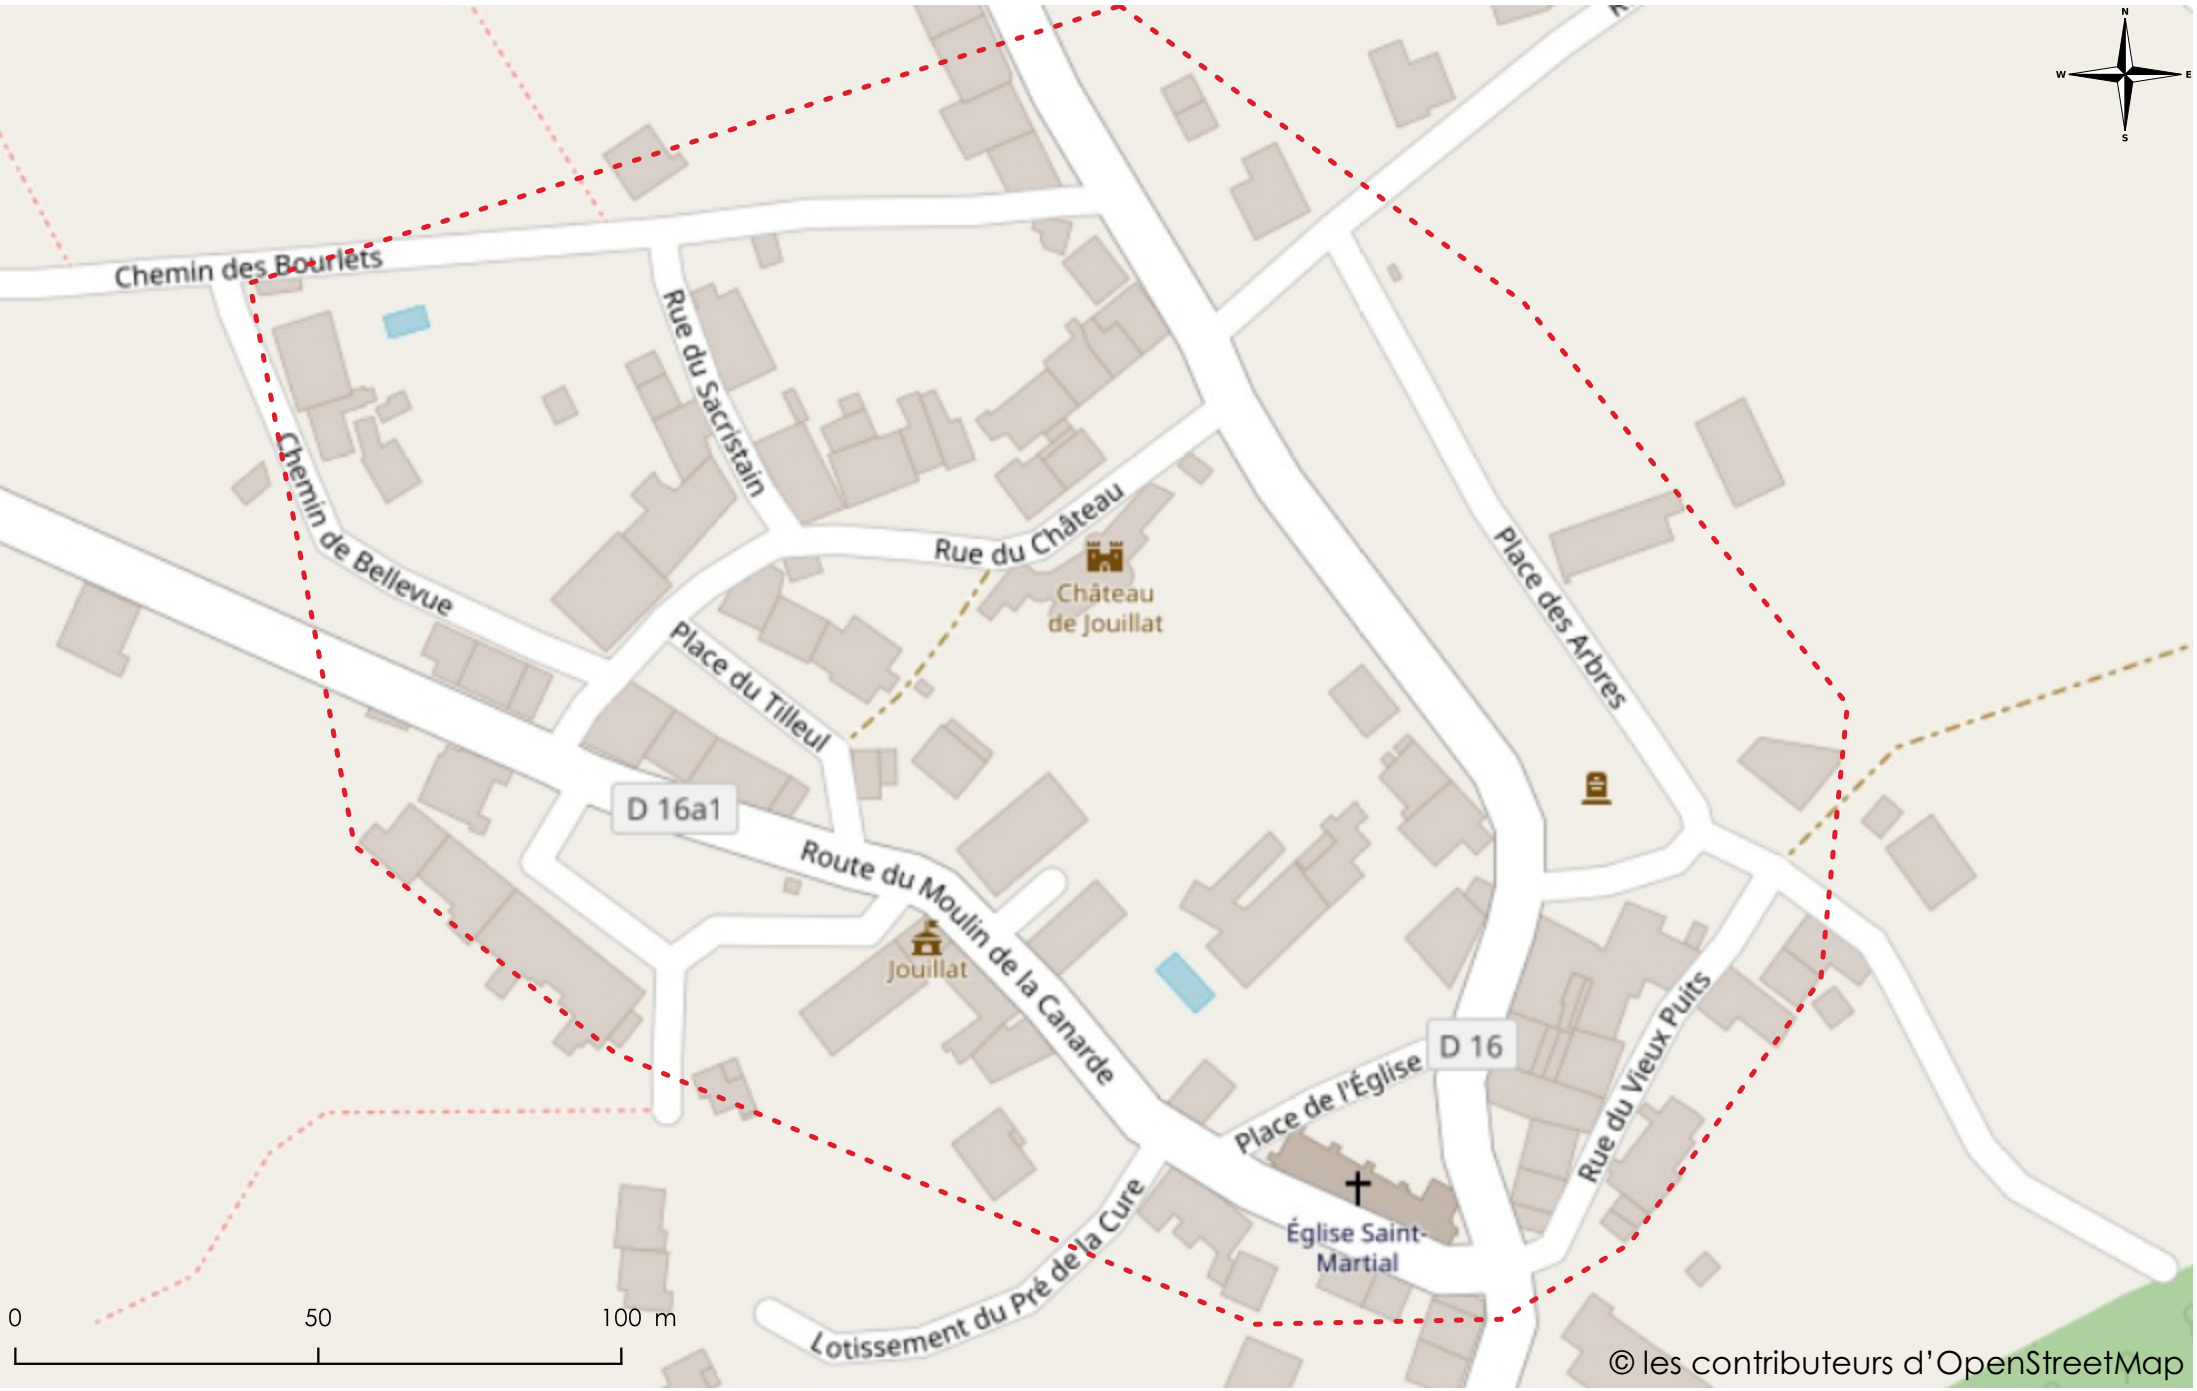 N
W
E
S
Chemin des Bourlets
Rue du Sacristain
Chemin de Bellevue
Rue du Château
Château
de Jouillat
Place des Arbres
Place du Tilleul
D 16a1
Route du Moulin de la Canarde
Jouillat
D 16
Place de l'Église
Rue du Vieux Puits
Église Saint-
Martial
Lotissement du Pré de la Cure
0
50
100 m
© les contributeurs d’OpenStreetMap